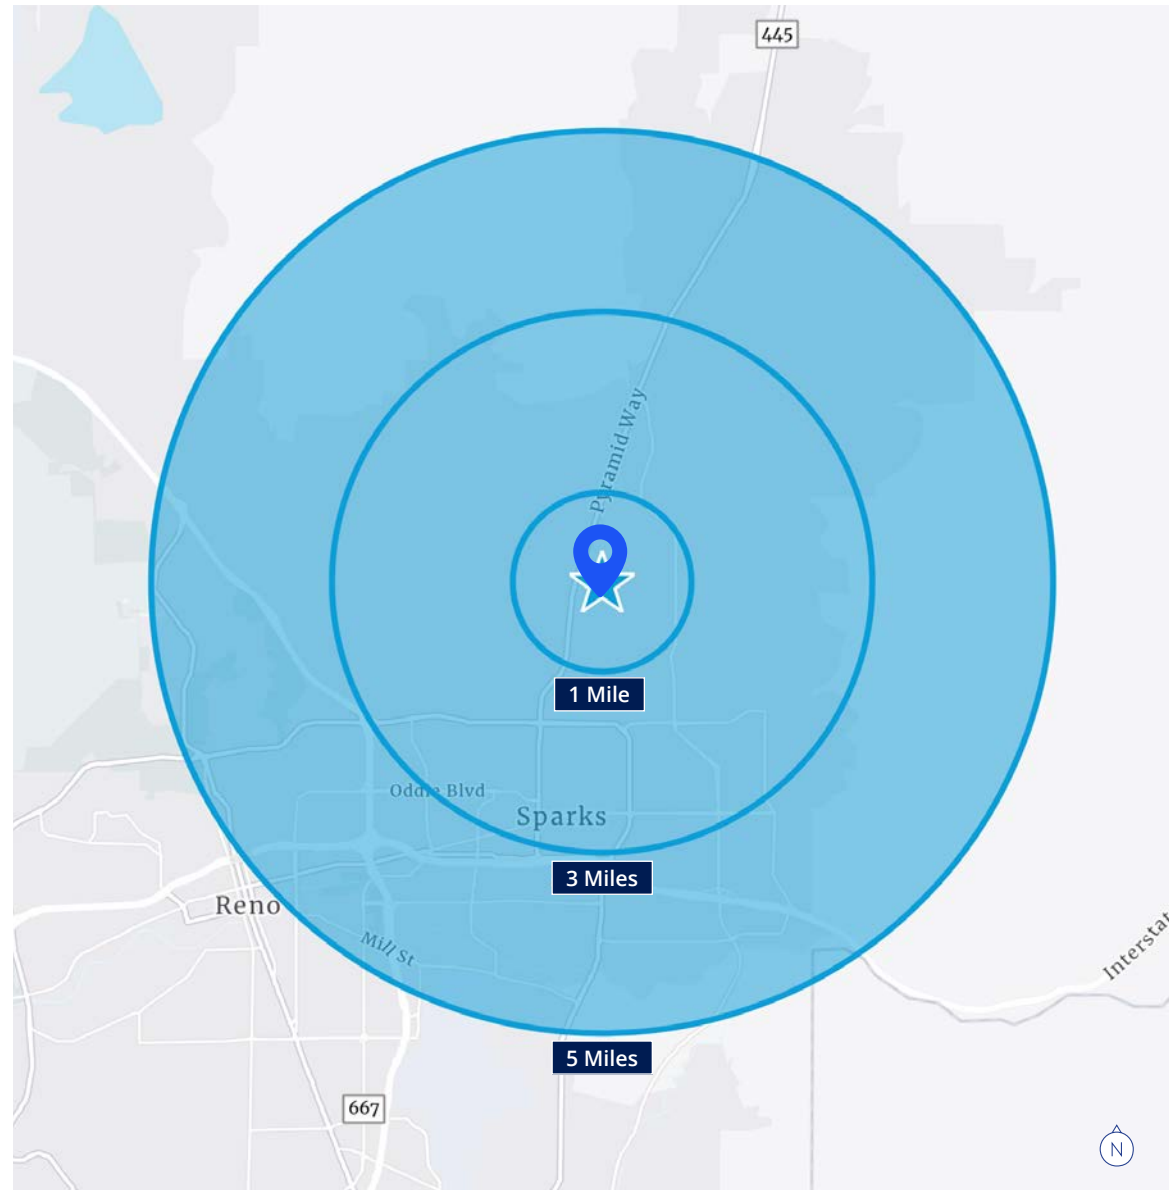 445
Pyramid Way
1 Mile
Oddie Blvd
Sparks
3 Miles
Reno
Mill St
Interstat
5 Miles
667
N